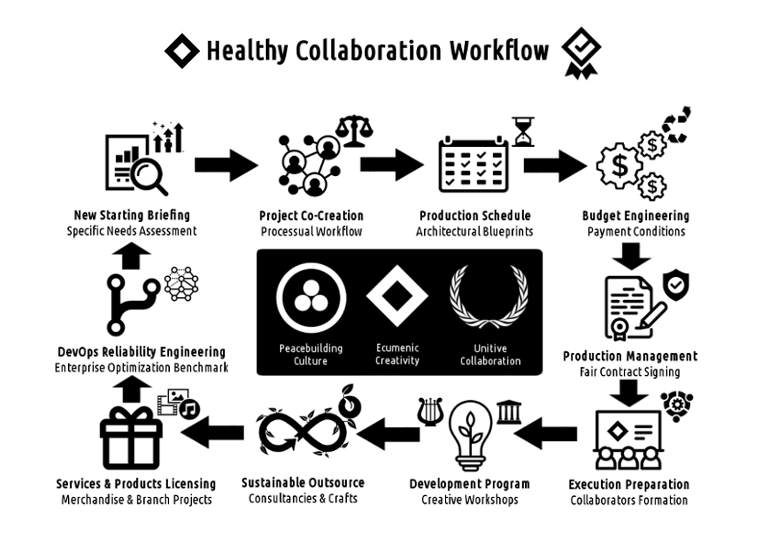 Healthy Collaboration Workflow
New Starting Briefing
Specific Needs Assessment
Project Co-Creation
Processual Workflow
Production Schedule
Architectural Blueprints
Budget Engineering
Payment Conditions
$
$
$
Peacebuilding
Culture
Ecumenic
Creativity
Unitive
Collaboration
DevOps Reliability Engineering
Enterprise Optimization Benchmark
Production Management
Fair Contract Signing
Services & Products Licensing
Merchandise & Branch Projects
Sustainable Outsource
Consultancies & Crafts
Development Program
Creative Workshops
Execution Preparation
Collaborators Formation